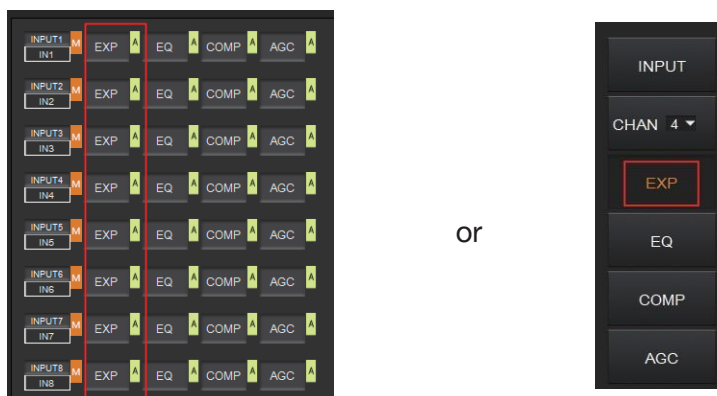 INPUT1 M EXP A EQ A COMP A AGC A
IN1
INPUT2 M EXP A EQ A COMP A AGC A
IN2
INPUT3 M EXP A EQ A COMP A AGC A
IN3
INPUT4 M EXP A EQ A COMP A AGC A
IN4
INPUT5 M EXP A EQ A COMP A AGC A
IN5
INPUT6 M EXP A EQ A COMP A AGC A
IN6
INPUT7 M EXP A EQ A COMP A AGC A
IN7
INPUT8 M EXP A EQ A COMP A AGC A
IN8
or
INPUT
CHAN 4
EXP
EQ
COMP
AGC